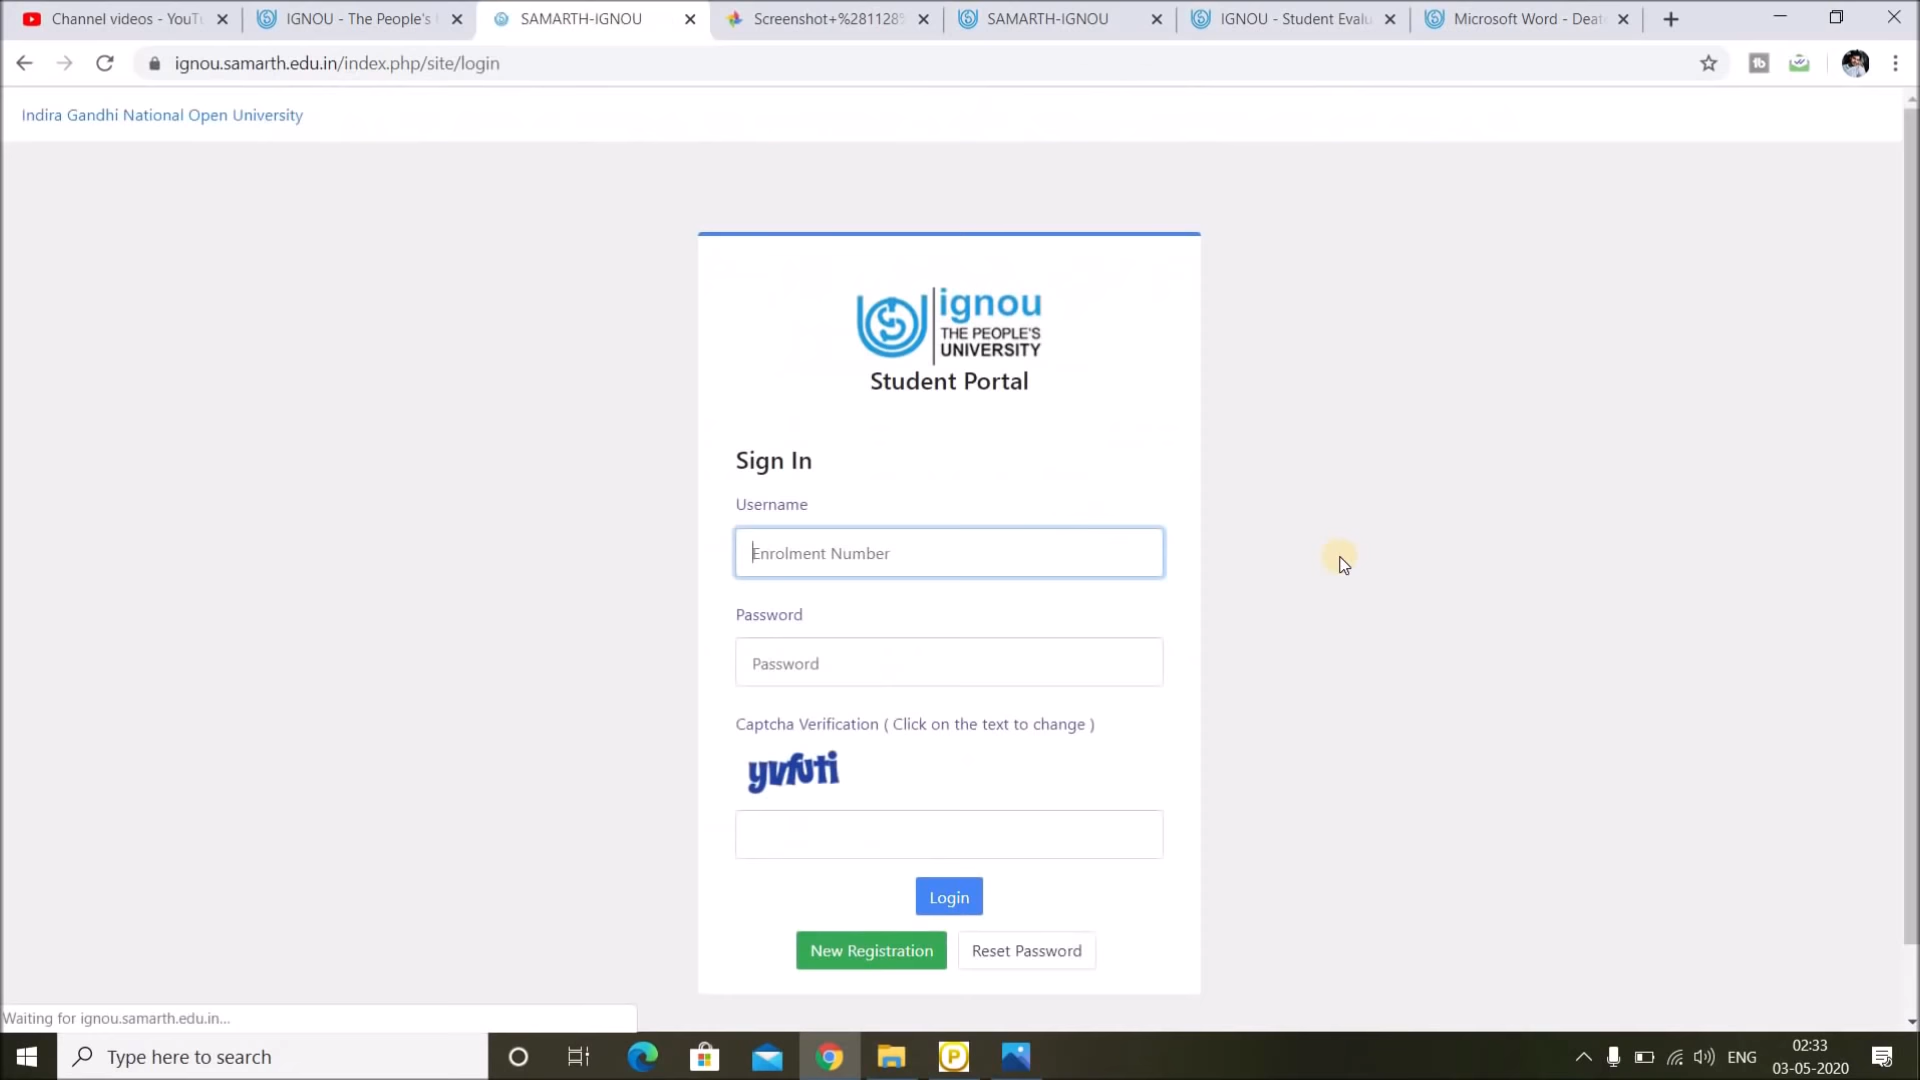 Channel videos - YouTu
IGNOU - The People's
SAMARTH-IGNOU
Screenshot+%281128%
SAMARTH-IGNOU
IGNOU - Student Evalu
Microsoft Word - Deat
ignou.samarth.edu.in/index.php/site/login
Indira Gandhi National Open University
ignou
THE PEOPLE'S
UNIVERSITY
Student Portal
Sign In
Username
Enrolment Number
Password
Password
Captcha Verification ( Click on the text to change )
yvfuti
Login
New Registration
Reset Password
Waiting for ignou.samarth.edu.in...
Type here to search
ENG
02:33
03-05-2020